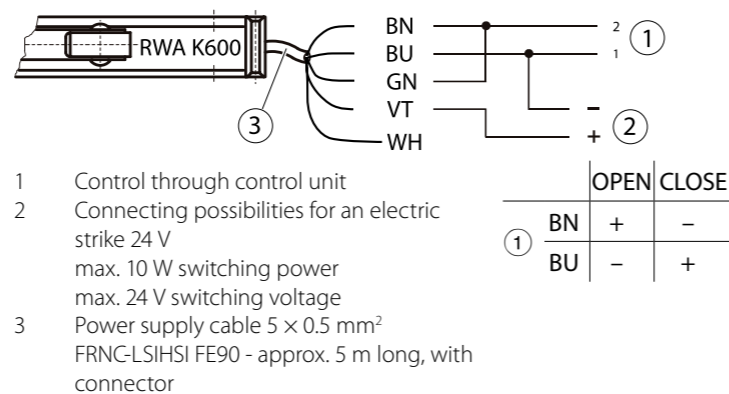 RWA K600
BN
BU
GN
VT
WH
2
1
1
−
+
2
3
1 Control through control unit
2 Connecting possibilities for an electric
strike 24 V
max. 10 W switching power
max. 24 V switching voltage
3 Power supply cable 5 × 0.5 mm²
FRNC-LSIHSI FE90 - approx. 5 m long, with
connector
OPEN CLOSE
1
BN + −
BU − +